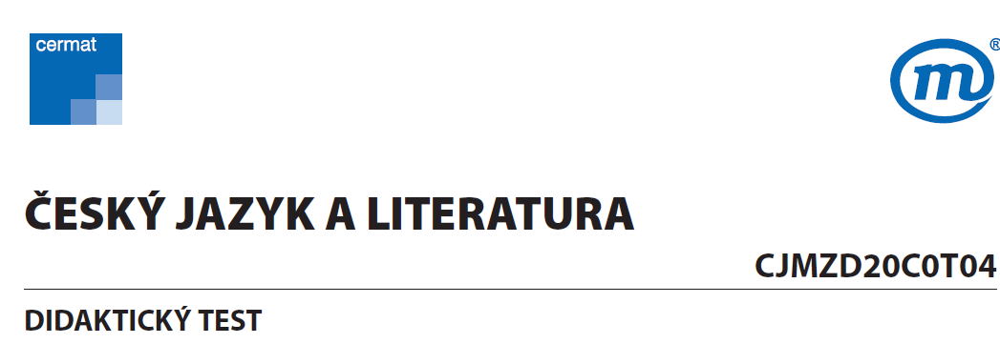 cermat
m ®
ČESKÝ JAZYK A LITERATURA
CJMZD20C0T04
DIDAKTICKÝ TEST